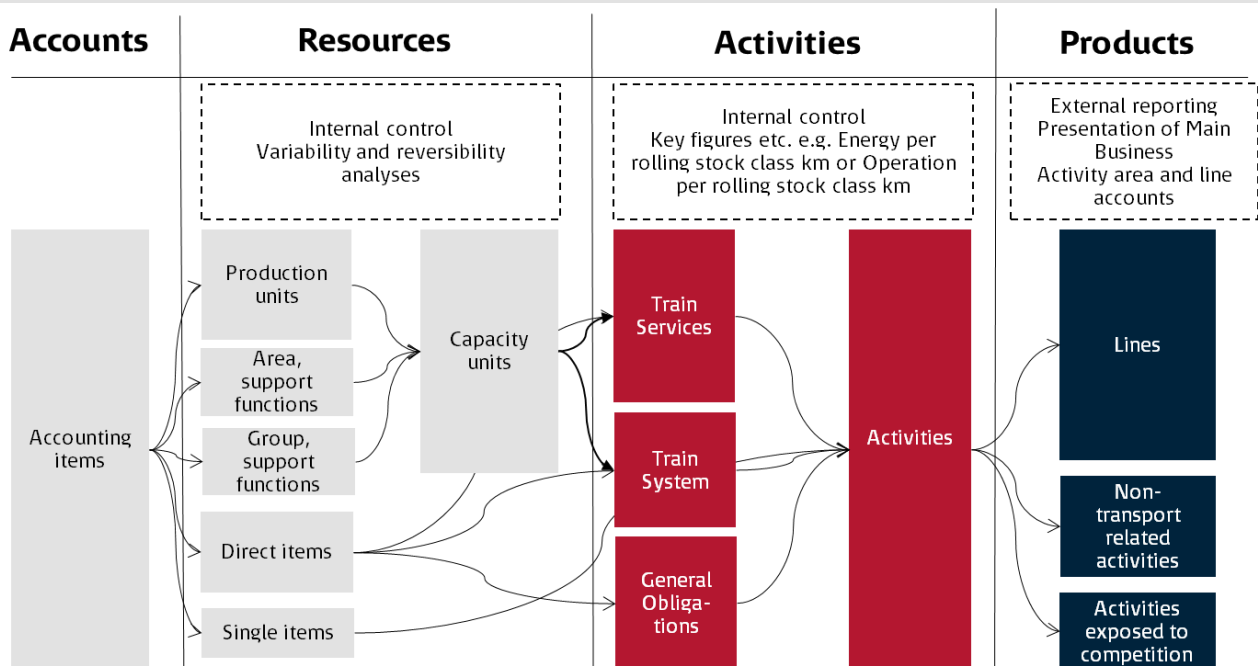 Accounts
Resources
Activities
Products
Internal control
Variability and reversibility
analyses
Internal control
Key figures etc. e.g. Energy per
rolling stock class km or Operation
per rolling stock class km
External reporting
Presentation of Main
Business
Activity area and line
accounts
Accounting
items
Production
units
Area,
support
functions
Group,
support
functions
Direct items
Single items
Capacity
units
Train
Services
Train
System
General
Obliga-
tions
Activities
Lines
Non-
transport
related
activities
Activities
exposed to
competition